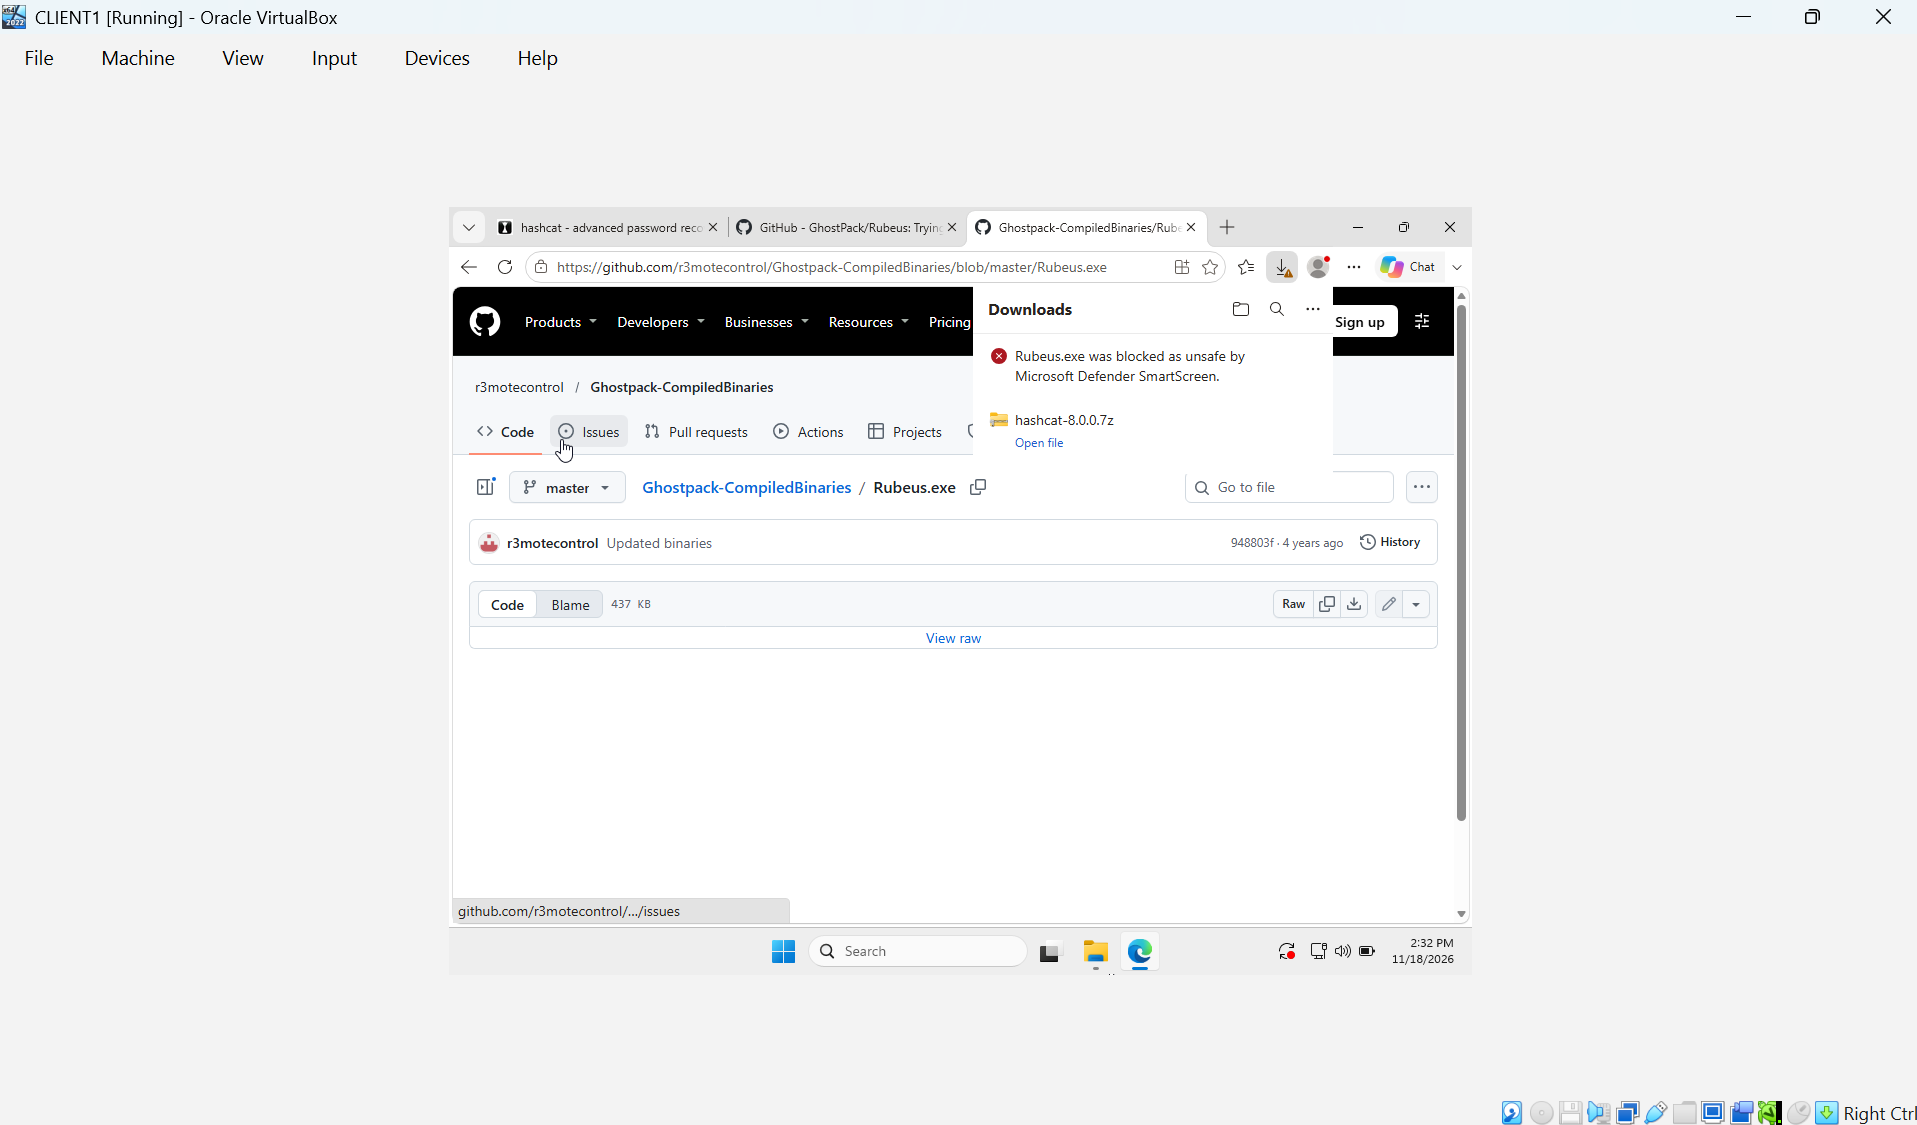 CLIENT1 [Running] - Oracle VirtualBox
File Machine View Input Devices Help
hashcat - advanced password reco
GitHub - GhostPack/Rubeus: Trying
Ghostpack-CompiledBinaries/Rube
https://github.com/r3motecontrol/Ghostpack-CompiledBinaries/blob/master/Rubeus.exe
Chat
Products Developers Businesses Resources Pricing
Sign up
Downloads
Rubeus.exe was blocked as unsafe by
Microsoft Defender SmartScreen.
hashcat-8.0.0.7z
Open file
r3motecontrol / Ghostpack-CompiledBinaries
Code Issues Pull requests Actions Projects
master Ghostpack-CompiledBinaries / Rubeus.exe
Go to file
r3motecontrol Updated binaries
948803f · 4 years ago History
Code Blame 437 KB
Raw
View raw
github.com/r3motecontrol/.../issues
Search
2:32 PM
11/18/2026
Right Ctrl